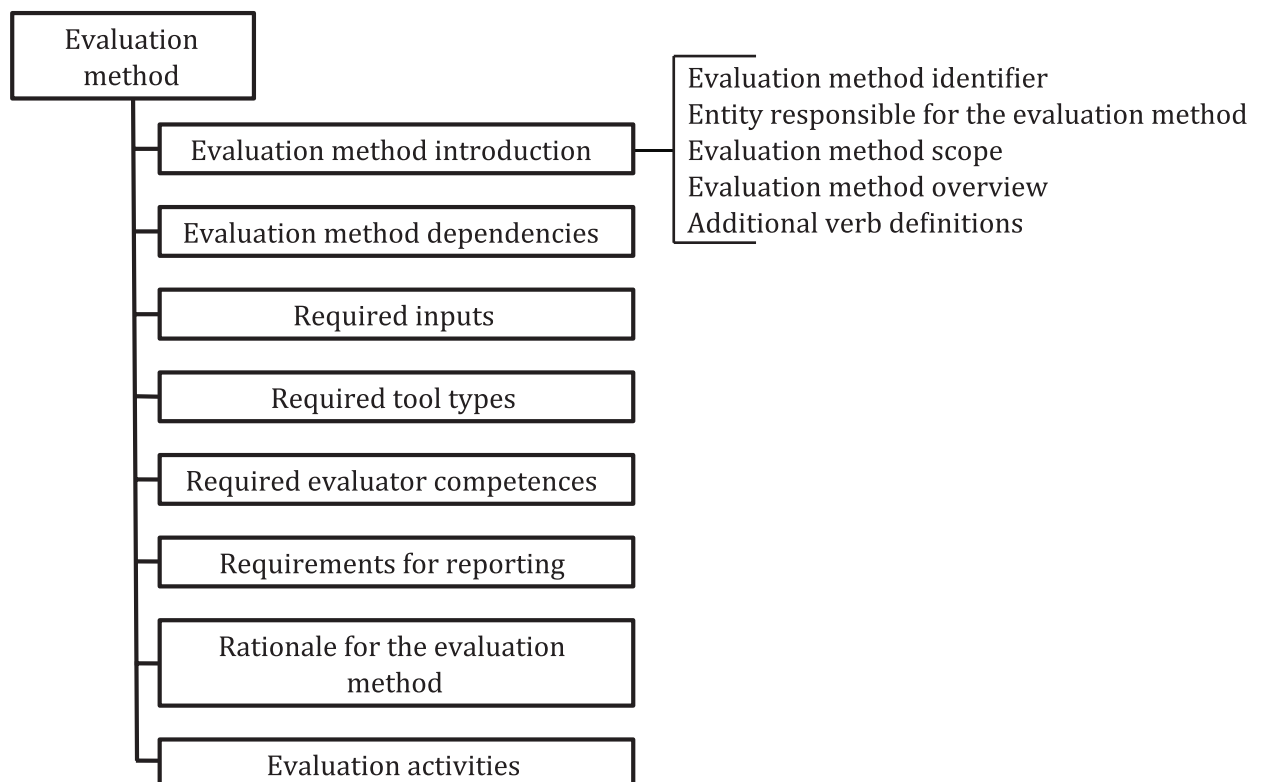 Evaluation
method
Evaluation method introduction
Evaluation method identifier
Entity responsible for the evaluation method
Evaluation method scope
Evaluation method overview
Additional verb definitions
Evaluation method dependencies
Required inputs
Required tool types
Required evaluator competences
Requirements for reporting
Rationale for the evaluation
method
Evaluation activities